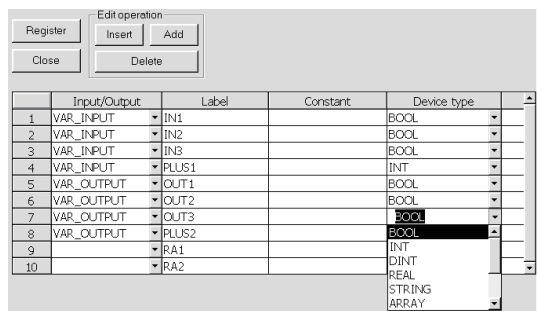 Edit operation
Register Insert Add
Close Delete
Input/Output Label Constant Device type
1 VAR_INPUT IN1 BOOL
2 VAR_INPUT IN2 BOOL
3 VAR_INPUT IN3 BOOL
4 VAR_INPUT PLUS1 INT
5 VAR_OUTPUT OUT1 BOOL
6 VAR_OUTPUT OUT2 BOOL
7 VAR_OUTPUT OUT3 BOOL
8 VAR_OUTPUT PLUS2 BOOL
9 RA1 INT
10 RA2 DINT
REAL
STRING
ARRAY